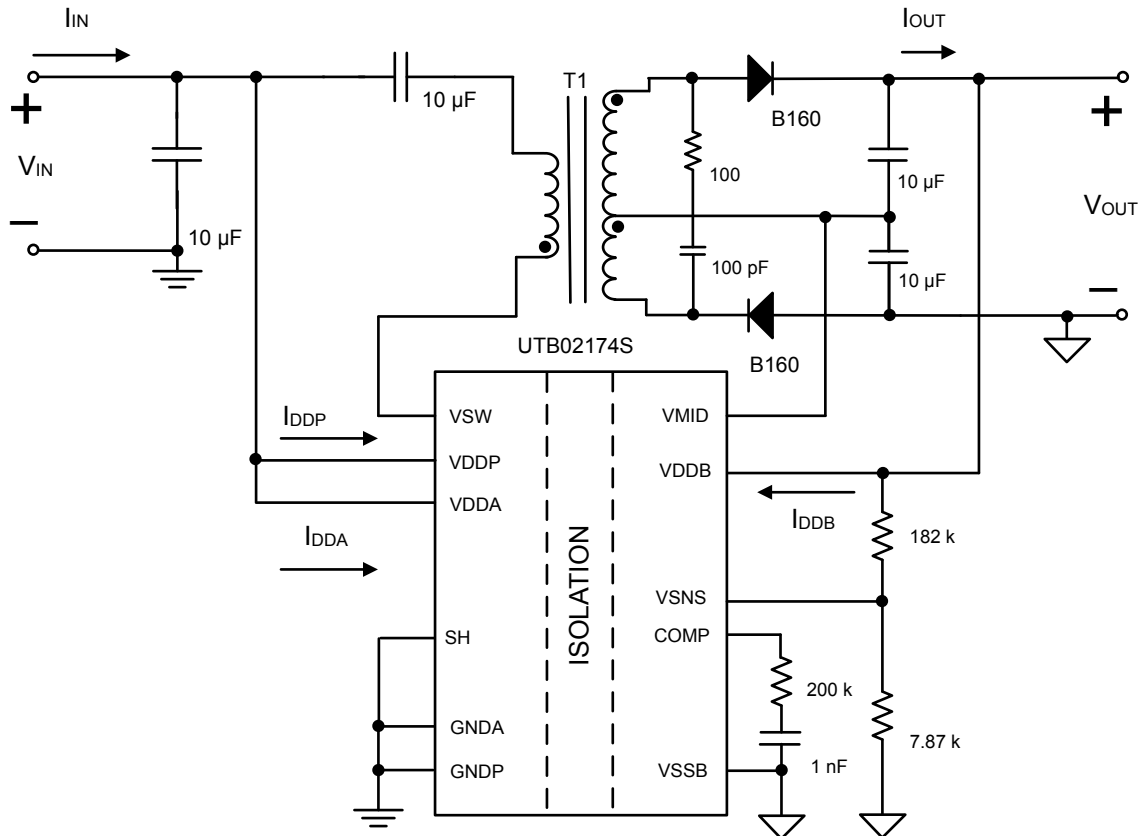 IIN
IOUT
T1
10 µF
B160
+
+
VIN
100
10 µF
VOUT
–
10 µF
100 pF
10 µF
–
UTB02174S
B160
IDDP
VSW
VMID
VDDP
VDDB
VDDA
IDDB
IDDA
182 k
ISOLATION
VSNS
SH
COMP
200 k
GNDA
7.87 k
GNDP
VSSB
1 nF